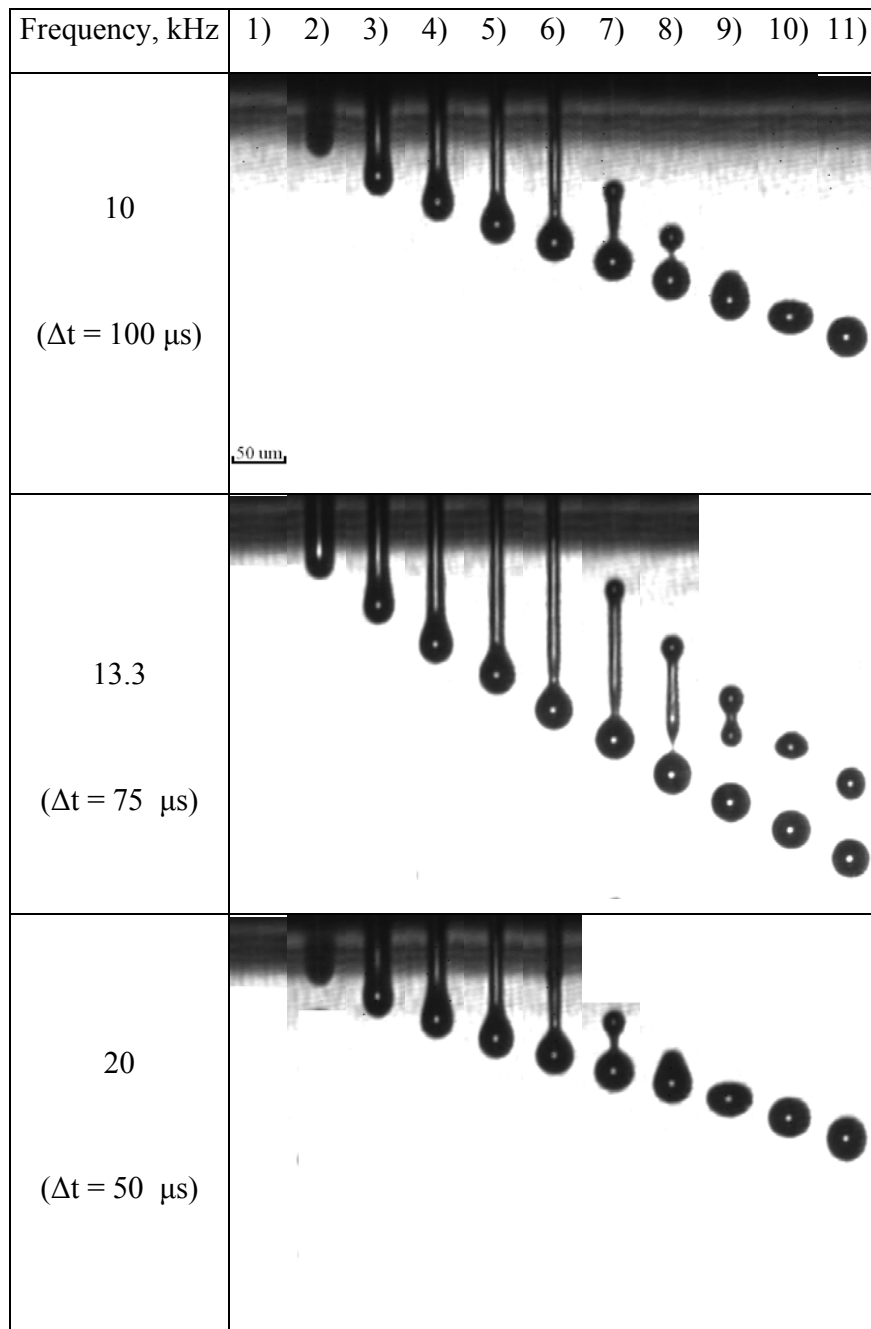 Frequency, kHz 1) 2) 3) 4) 5) 6) 7) 8) 9) 10) 11)
10
(Δt = 100 μs)
50 um
13.3
(Δt = 75 μs)
20
(Δt = 50 μs)